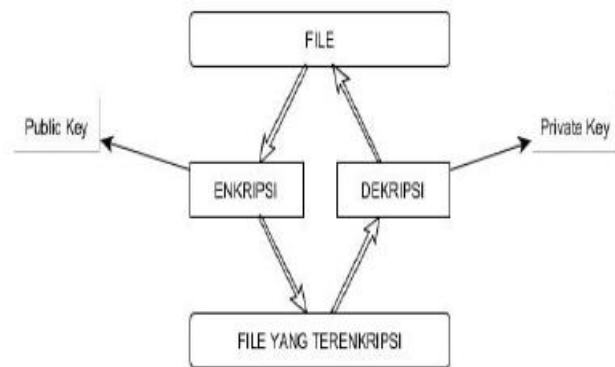 FILE
Public Key
Private Key
ENKRIPSI
DEKRIPSI
FILE YANG TERENKRIPSI